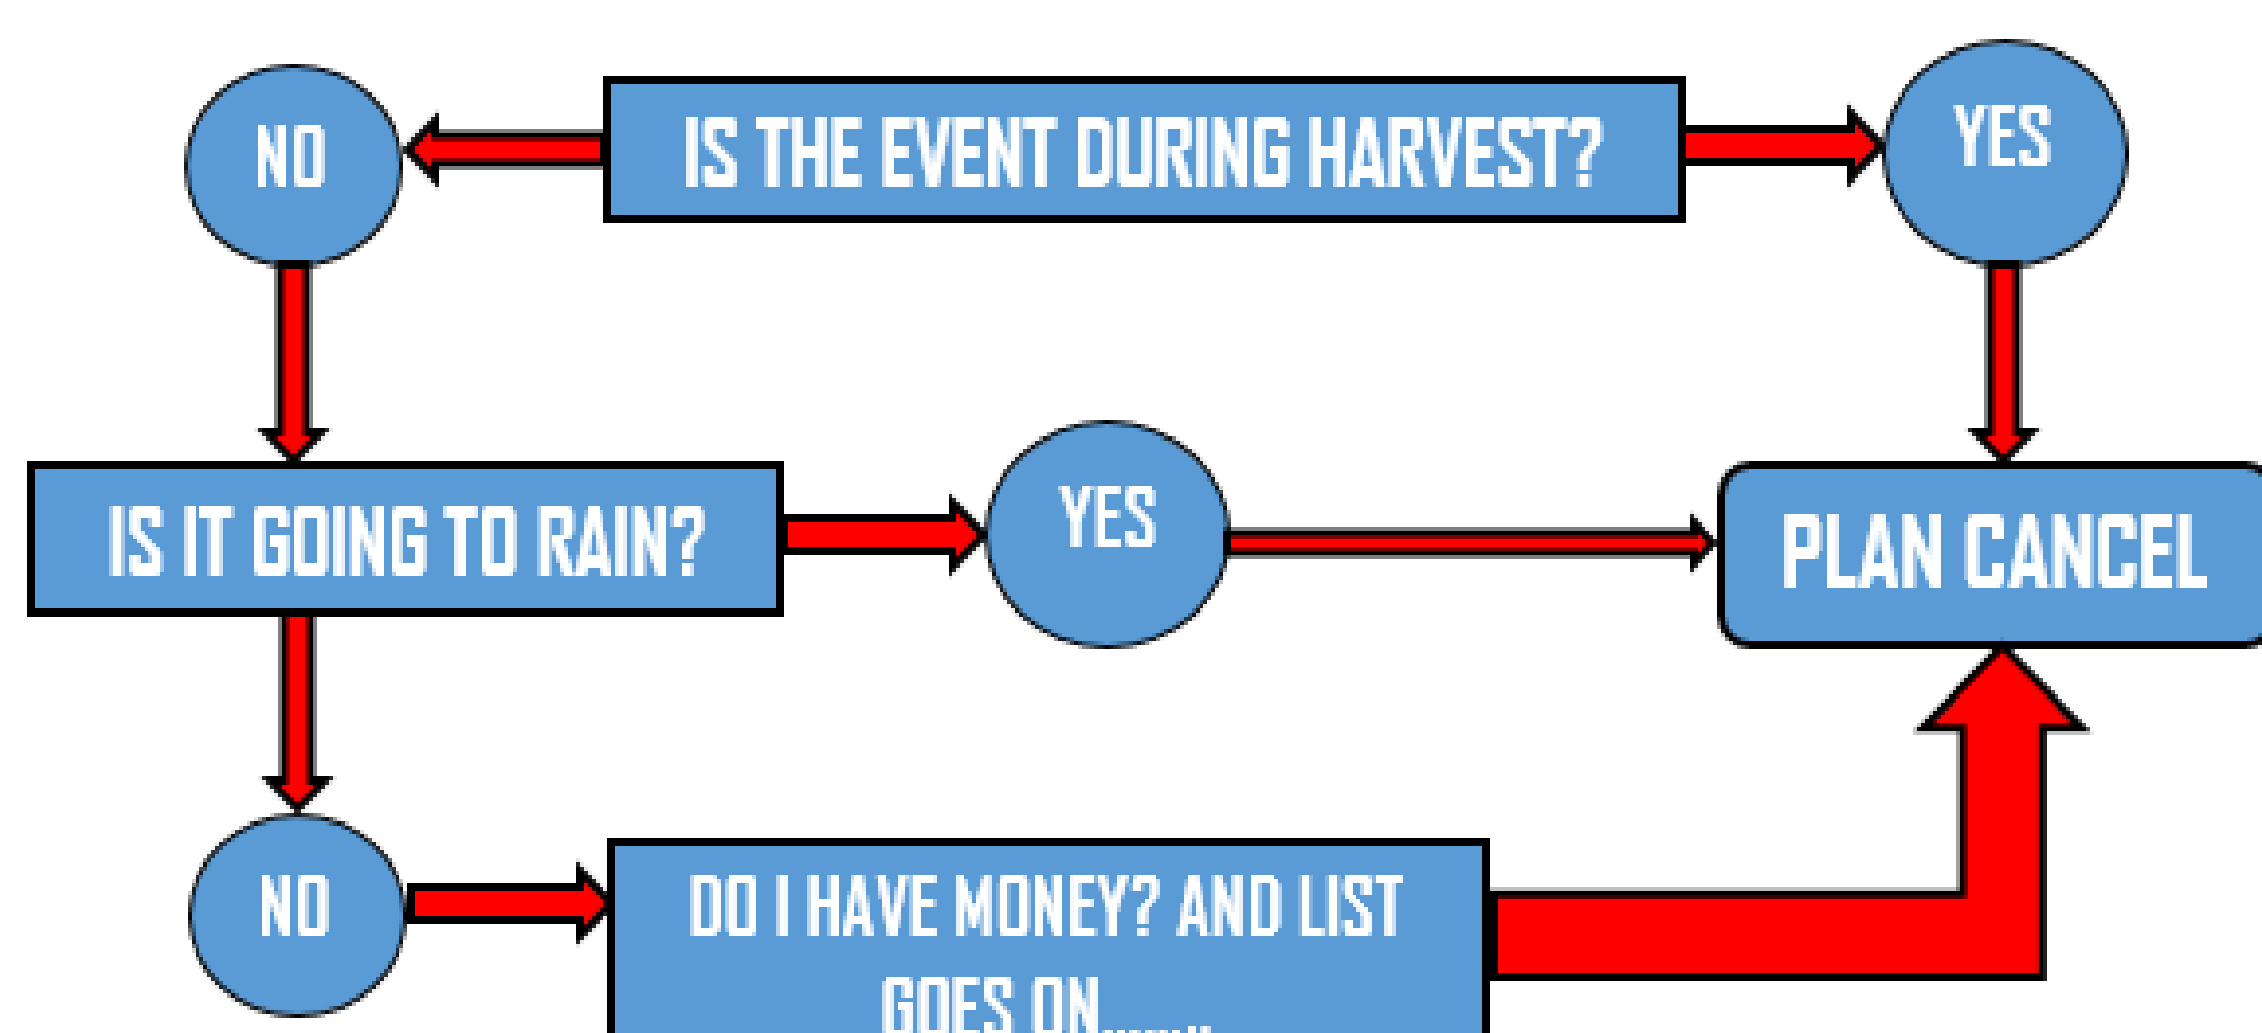 NO
IS THE EVENT DURING HARVEST?
YES
IS IT GOING TO RAIN?
YES
PLAN CANCEL
NO
DO I HAVE MONEY? AND LIST
GOES ON........